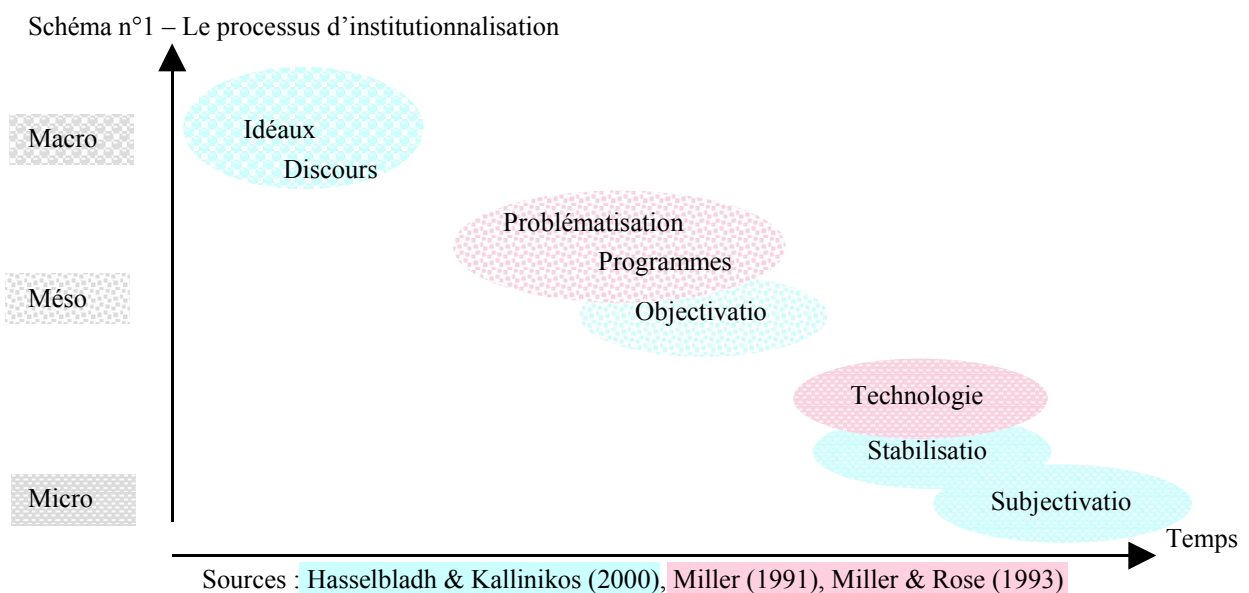 Schéma n°1 – Le processus d’institutionnalisation
Macro
Idéaux
Discours
Problématisation
Programmes
Méso
Objectivatio
Technologie
Stabilisatio
Micro
Subjectivatio
Temps
Sources : Hasselbladh & Kallinikos (2000), Miller (1991), Miller & Rose (1993)